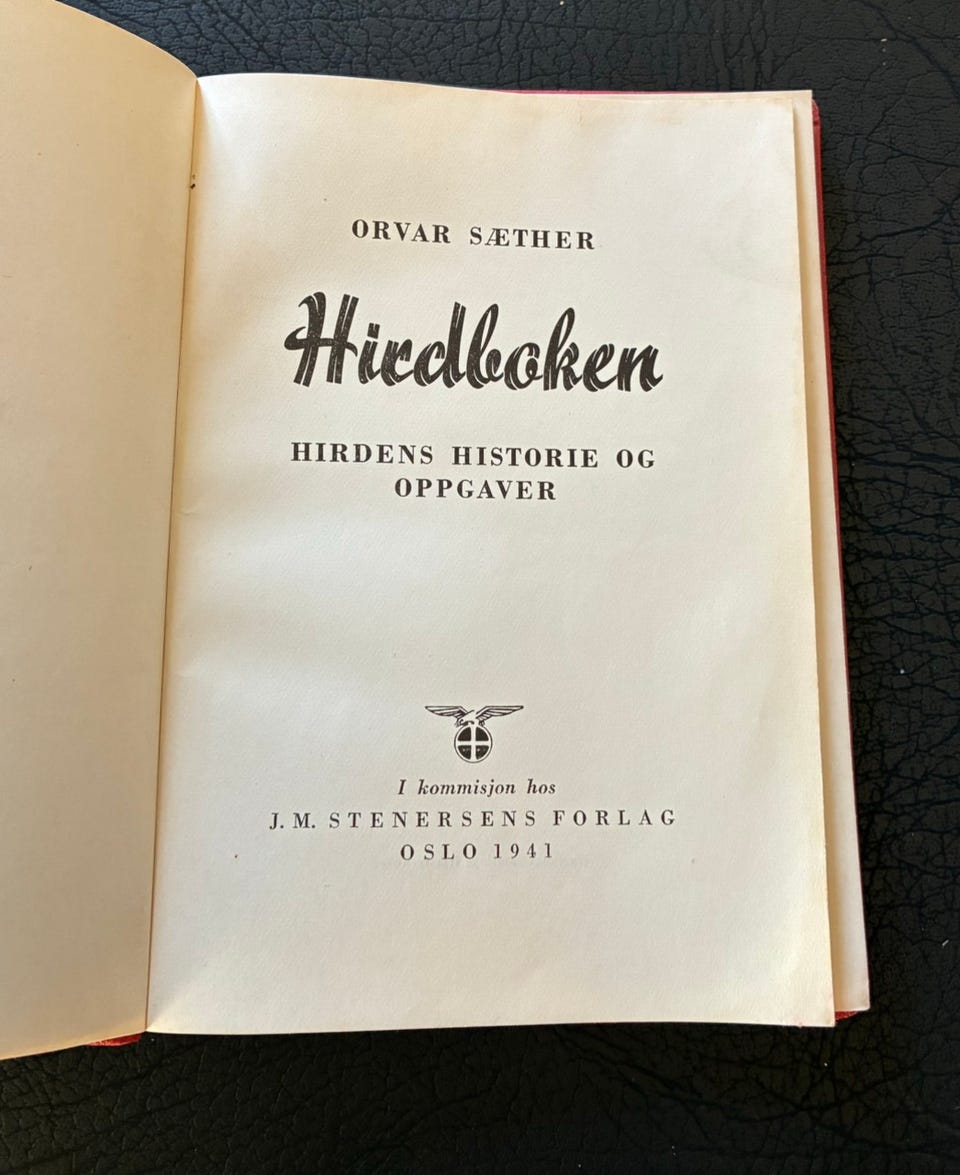 ORVAR SÆTHER
Hirdboken
HIRDENS HISTORIE OG
OPPGAVER
I kommisjon hos
J. M. STENERSENS FORLAG
OSLO 1941